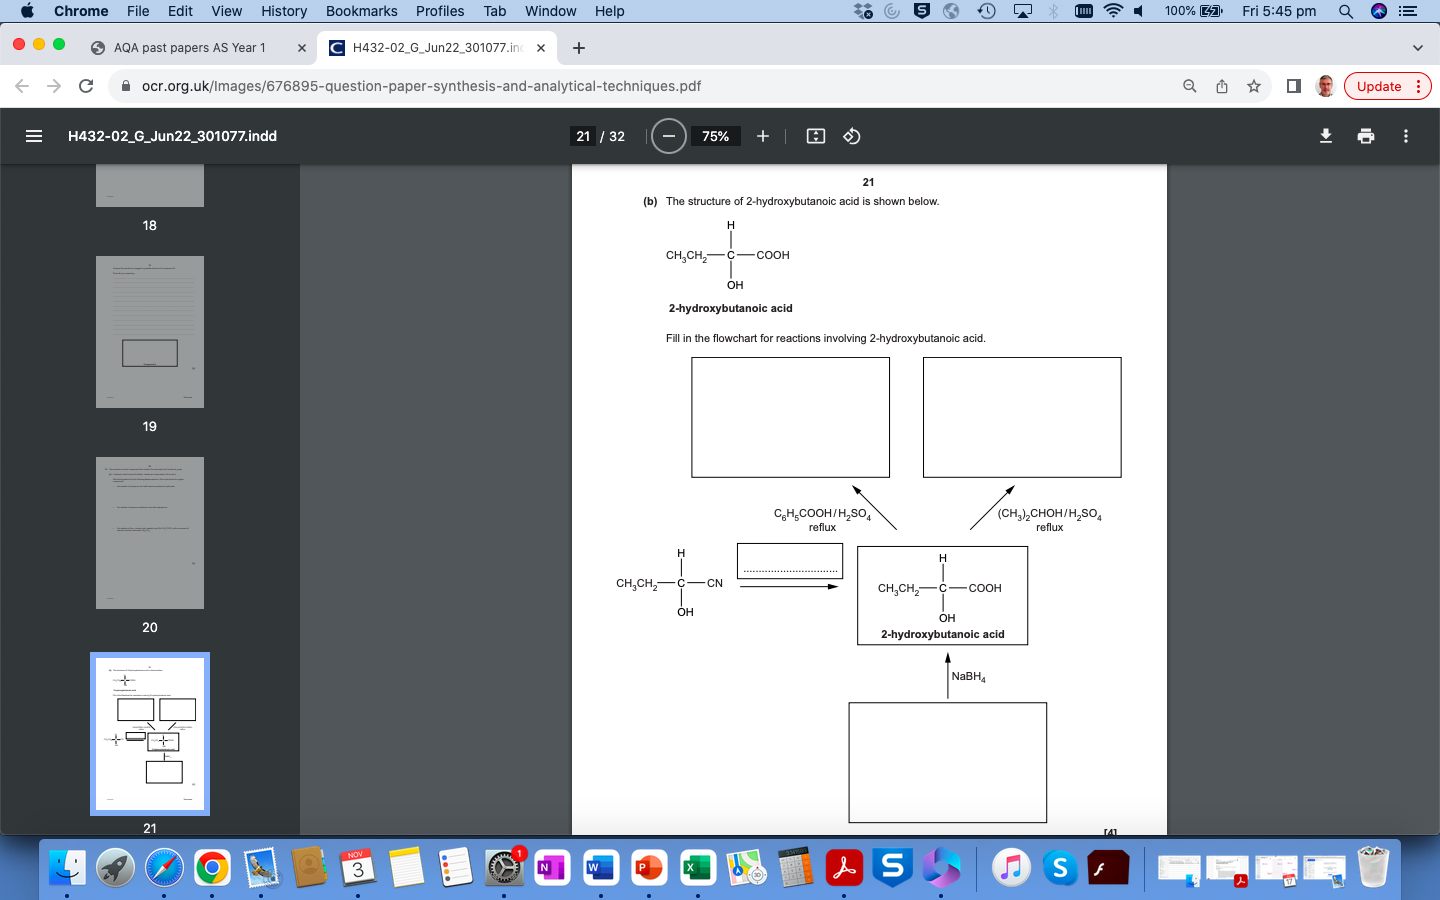 Chrome File Edit View History Bookmarks Profiles Tab Window Help 100% Fri 5:45 pm
AQA past papers AS Year 1
H432-02_G_Jun22_301077.in
ocr.org.uk/Images/676895-question-paper-synthesis-and-analytical-techniques.pdf
Update
H432-02_G_Jun22_301077.indd
21 / 32
75%
18
19
20
21
21
(b) The structure of 2-hydroxybutanoic acid is shown below.
H
CH₃CH₂—C—COOH
OH
2-hydroxybutanoic acid
Fill in the flowchart for reactions involving 2-hydroxybutanoic acid.
C₆H₅COOH/H₂SO₄
reflux
(CH₃)₂CHOH/H₂SO₄
reflux
H
CH₃CH₂—C—CN
OH
...............................
H
CH₃CH₂—C—COOH
OH
2-hydroxybutanoic acid
NaBH₄
[4]
1
NOV
3